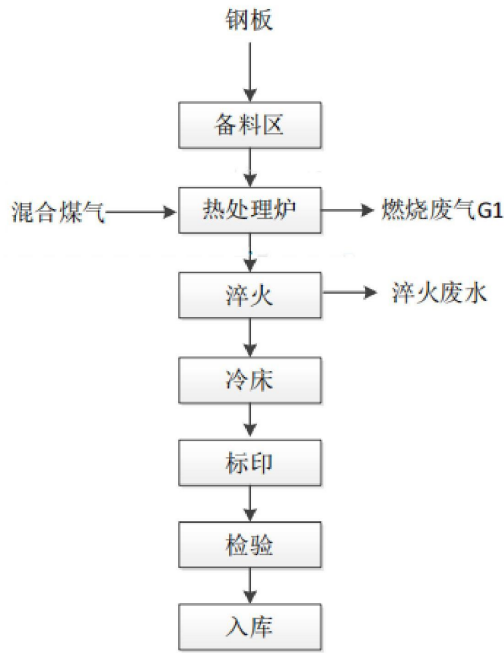 钢板
备料区
混合煤气
热处理炉
燃烧废气G1
淬火
淬火废水
冷床
标印
检验
入库